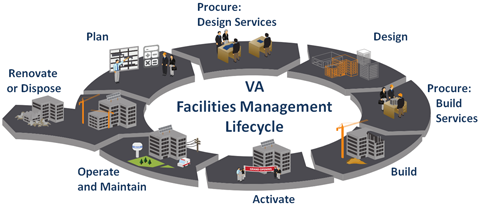 Procure:
Design Services
Plan
Design
Renovate
or Dispose
VA
Facilities Management
Lifecycle
Procure:
Build
Services
Operate
and Maintain
Activate
Build